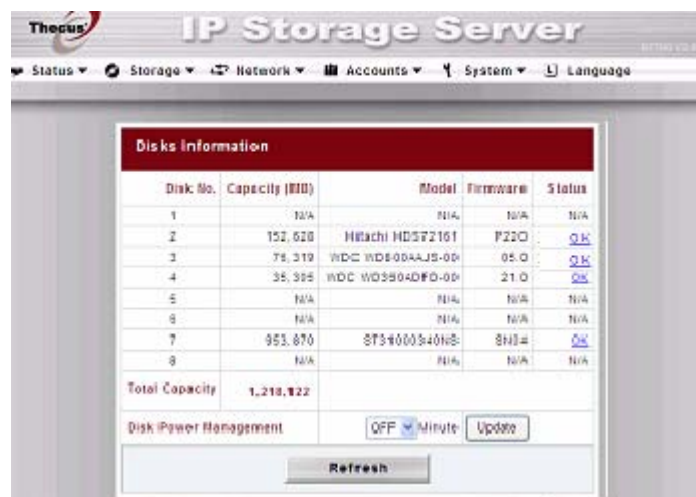 Thecus
IP Storage Server
Status Storage Network Accounts System Language
Disks Information
Disk No. Capacity (MB) Model Firmware Status
1 N/A N/A N/A N/A
2 152,628 Hitachi HDS72161 P22O OK
3 76,319 WDC WD800AAJS-00 05.0 OK
4 35,305 WDC WD360ADFD-00 21.0 OK
5 N/A N/A N/A N/A
6 N/A N/A N/A N/A
7 953,870 ST31000340NS SN04 OK
8 N/A N/A N/A N/A
Total Capacity 1,218,122
Disk Power Management OFF Minute Update
Refresh